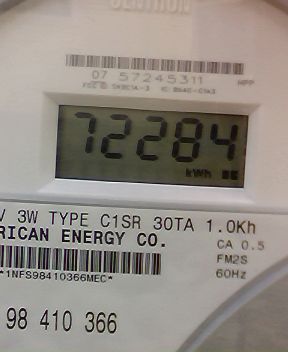 CENTRON
07 57245311
72284
kWh
V 3W TYPE C1SR 30TA 1.0Kh
RICAN ENERGY CO.
CA 0.5
FM2S
*1NFS98410366MEC*
60Hz
98 410 366